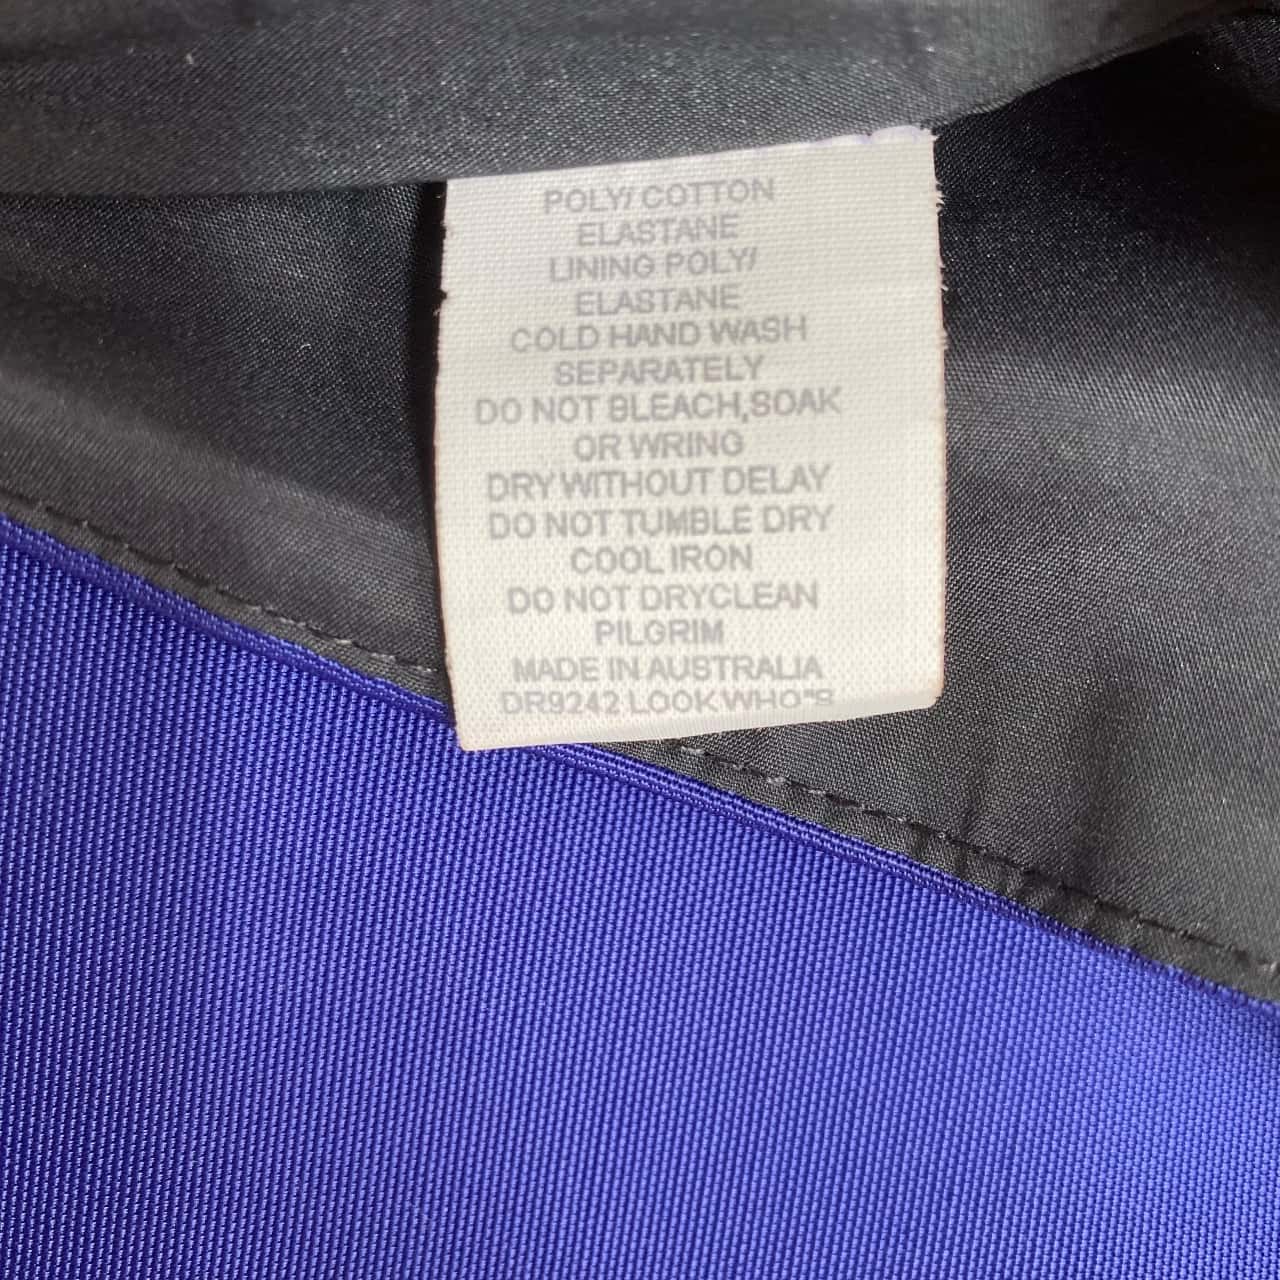 POLY/ COTTON
ELASTANE
LINING POLY/
ELASTANE
COLD HAND WASH
SEPARATELY
DO NOT BLEACH,SOAK
OR WRING
DRY WITHOUT DELAY
DO NOT TUMBLE DRY
COOL IRON
DO NOT DRYCLEAN
PILGRIM
MADE IN AUSTRALIA
DR9242 LOOK WHO"S